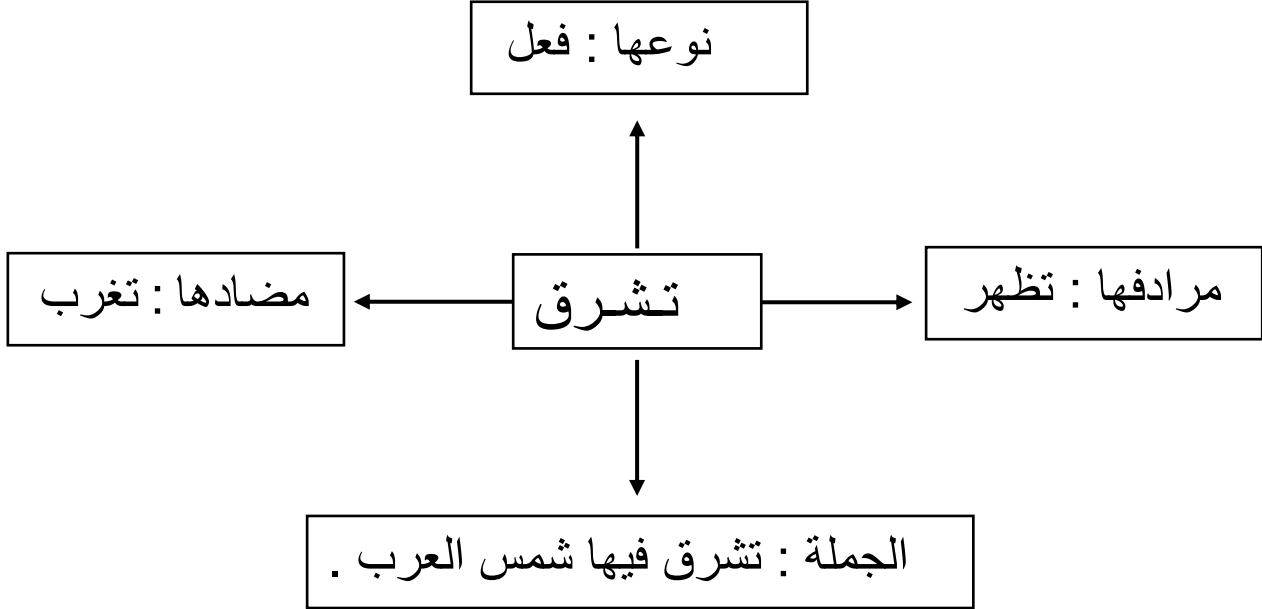 نوعها : فعل
مرادفها : تظهر
تشرق
مضادها : تغرب
الجملة : تشرق فيها شمس العرب .